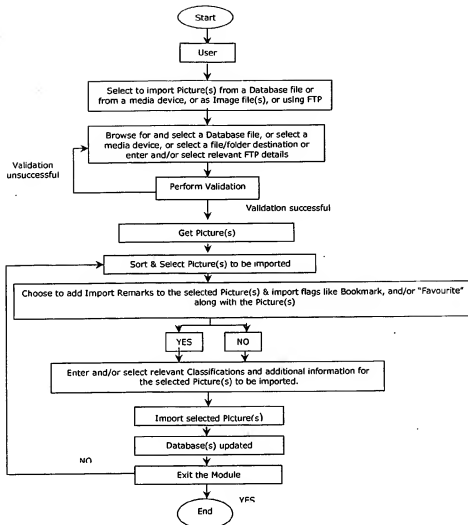 Start
User
Select to import Picture(s) from a Database file or
from a media device, or as Image file(s), or using FTP
Browse for and select a Database file, or select a
media device, or select a file/folder destination or
enter and/or select relevant FTP details
Validation
unsuccessful
Perform Validation
Validation successful
Get Picture(s)
Sort & Select Picture(s) to be imported
Choose to add Import Remarks to the selected Picture(s) & import flags like Bookmark, and/or "Favourite"
along with the Picture(s)
YES
NO
Enter and/or select relevant Classifications and additional information for
the selected Picture(s) to be imported.
Import selected Picture(s)
Database(s) updated
NO
Exit the Module
YES
End